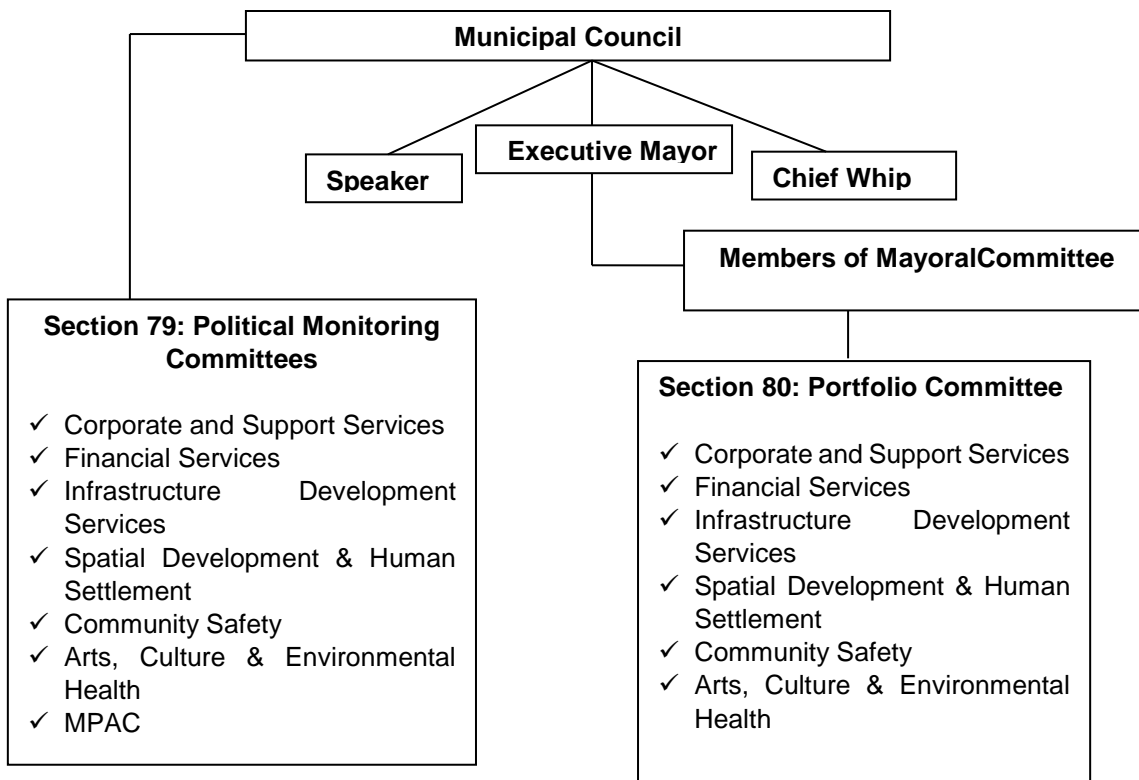 Municipal Council
Executive Mayor
Speaker
Chief Whip
Members of MayoralCommittee
Section 79: Political Monitoring
Committees
✓ Corporate and Support Services
✓ Financial Services
✓ Infrastructure Development
Services
✓ Spatial Development & Human
Settlement
✓ Community Safety
✓ Arts, Culture & Environmental
Health
✓ MPAC
Section 80: Portfolio Committee
✓ Corporate and Support Services
✓ Financial Services
✓ Infrastructure Development
Services
✓ Spatial Development & Human
Settlement
✓ Community Safety
✓ Arts, Culture & Environmental
Health